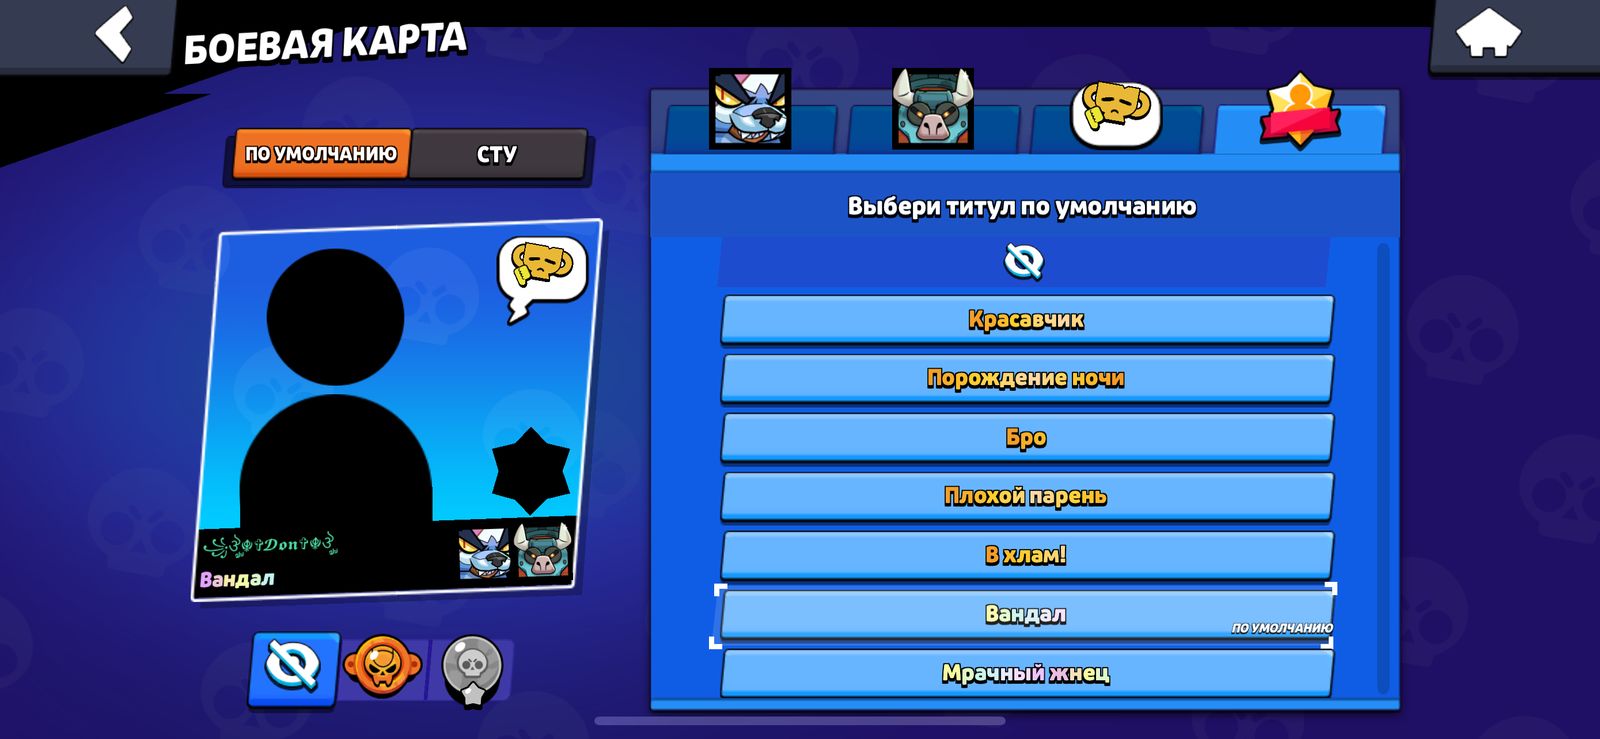 БОЕВАЯ КАРТА
ПО УМОЛЧАНИЮ
СТУ
Выбери титул по умолчанию
Красавчик
Порождение ночи
Бро
Плохой парень
В хлам!
Вандал
ПО УМОЛЧАНИЮ
Мрачный жнец
Вандал